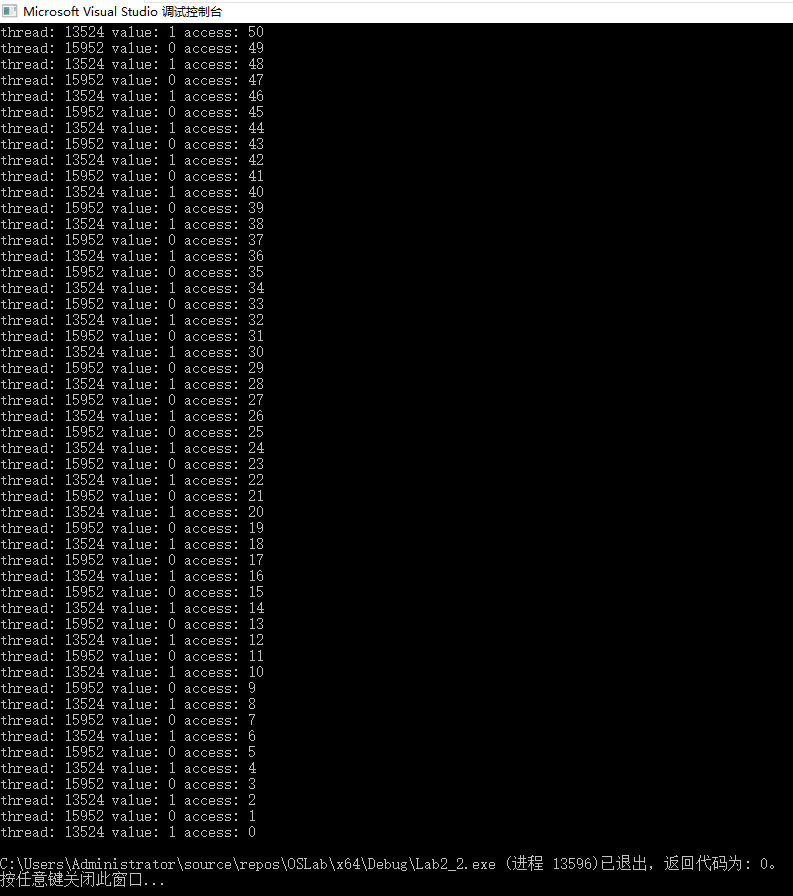 Microsoft Visual Studio 调试控制台
thread: 13524 value: 1 access: 50
thread: 15952 value: 0 access: 49
thread: 13524 value: 1 access: 48
thread: 15952 value: 0 access: 47
thread: 13524 value: 1 access: 46
thread: 15952 value: 0 access: 45
thread: 13524 value: 1 access: 44
thread: 15952 value: 0 access: 43
thread: 13524 value: 1 access: 42
thread: 15952 value: 0 access: 41
thread: 13524 value: 1 access: 40
thread: 15952 value: 0 access: 39
thread: 13524 value: 1 access: 38
thread: 15952 value: 0 access: 37
thread: 13524 value: 1 access: 36
thread: 15952 value: 0 access: 35
thread: 13524 value: 1 access: 34
thread: 15952 value: 0 access: 33
thread: 13524 value: 1 access: 32
thread: 15952 value: 0 access: 31
thread: 13524 value: 1 access: 30
thread: 15952 value: 0 access: 29
thread: 13524 value: 1 access: 28
thread: 15952 value: 0 access: 27
thread: 13524 value: 1 access: 26
thread: 15952 value: 0 access: 25
thread: 13524 value: 1 access: 24
thread: 15952 value: 0 access: 23
thread: 13524 value: 1 access: 22
thread: 15952 value: 0 access: 21
thread: 13524 value: 1 access: 20
thread: 15952 value: 0 access: 19
thread: 13524 value: 1 access: 18
thread: 15952 value: 0 access: 17
thread: 13524 value: 1 access: 16
thread: 15952 value: 0 access: 15
thread: 13524 value: 1 access: 14
thread: 15952 value: 0 access: 13
thread: 13524 value: 1 access: 12
thread: 15952 value: 0 access: 11
thread: 13524 value: 1 access: 10
thread: 15952 value: 0 access: 9
thread: 13524 value: 1 access: 8
thread: 15952 value: 0 access: 7
thread: 13524 value: 1 access: 6
thread: 15952 value: 0 access: 5
thread: 13524 value: 1 access: 4
thread: 15952 value: 0 access: 3
thread: 13524 value: 1 access: 2
thread: 15952 value: 0 access: 1
thread: 13524 value: 1 access: 0
C:\Users\Administrator\source\repos\OSLab\x64\Debug\Lab2_2.exe (进程 13596)已退出，返回代码为: 0。
按任意键关闭此窗口...